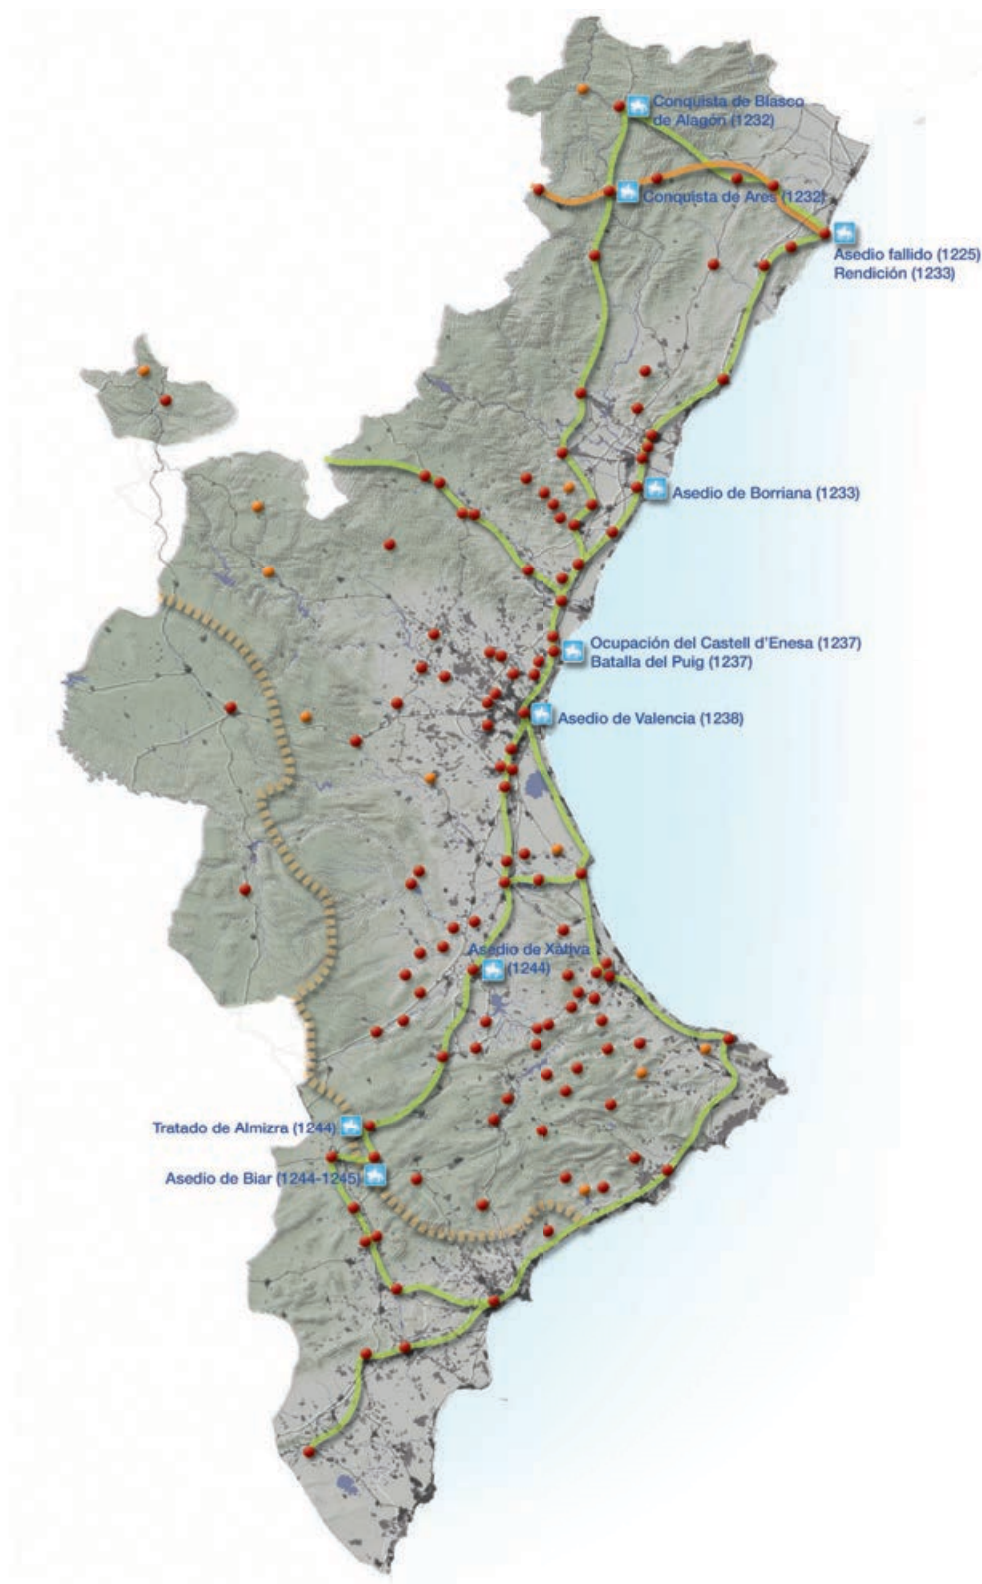 Conquista de Blasco
de Alagón (1232)
Conquista de Ares (1232)
Asedio fallido (1225)
Rendición (1233)
Asedio de Borriana (1233)
Ocupación del Castell d'Enesa (1237)
Batalla del Puig (1237)
Asedio de Valencia (1238)
Asedio de Xàtiva
(1244)
Tratado de Almizra (1244)
Asedio de Biar (1244-1245)